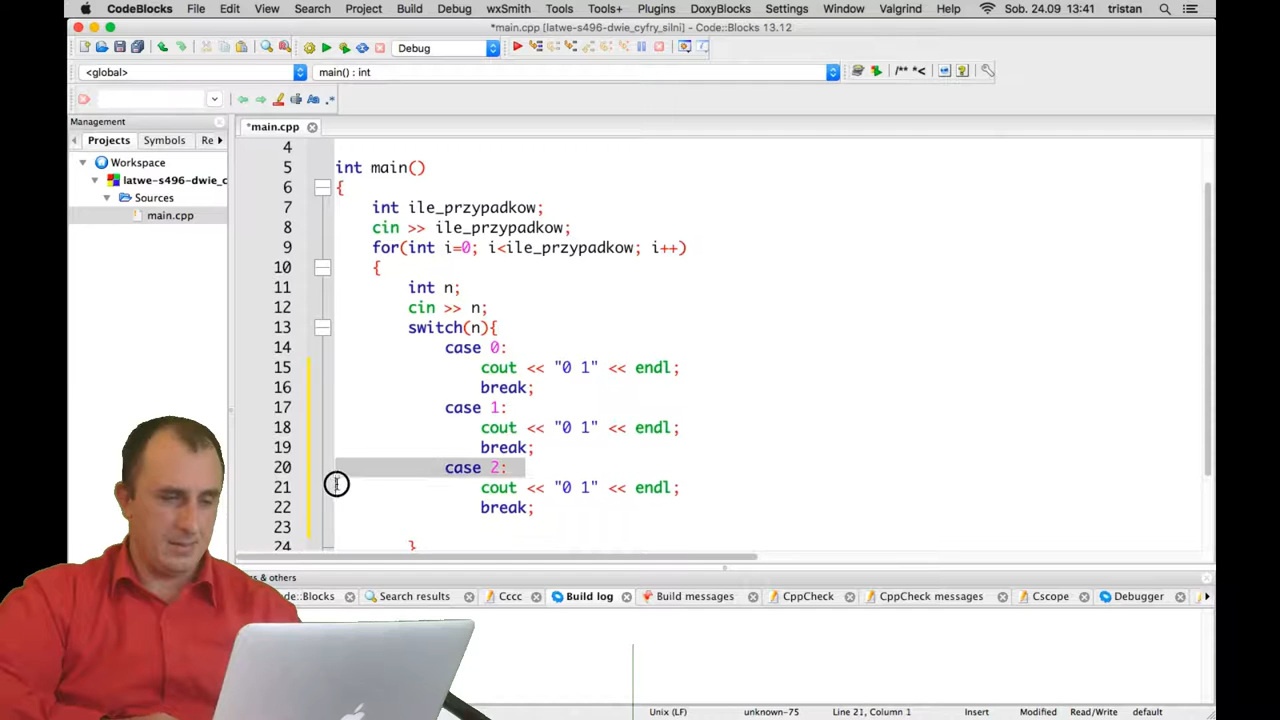 CodeBlocks File Edit View Search Project Build Debug wxSmith Tools Tools+ Plugins DoxyBlocks Settings Window Valgrind Help Sob. 24.09 13:41 tristan
*main.cpp [latwe-s496-dwie_cyfry_silni] - Code::Blocks 13.12
Debug
<global> main() : int
/** *<
Management
*main.cpp
Projects Symbols Re
Workspace
latwe-s496-dwie_c
Sources
main.cpp
4
5 int main()
6 {
7 int ile_przypadkow;
8 cin >> ile_przypadkow;
9 for(int i=0; i<ile_przypadkow; i++)
10 {
11 int n;
12 cin >> n;
13 switch(n){
14 case 0:
15 cout << "0 1" << endl;
16 break;
17 case 1:
18 cout << "0 1" << endl;
19 break;
20 case 2:
21 cout << "0 1" << endl;
22 break;
23
24 }
s & others
de::Blocks Search results Cccc Build log Build messages CppCheck CppCheck messages Cscope Debugger
Unix (LF) unknown-75 Line 21, Column 1 Insert Modified Read/Write default